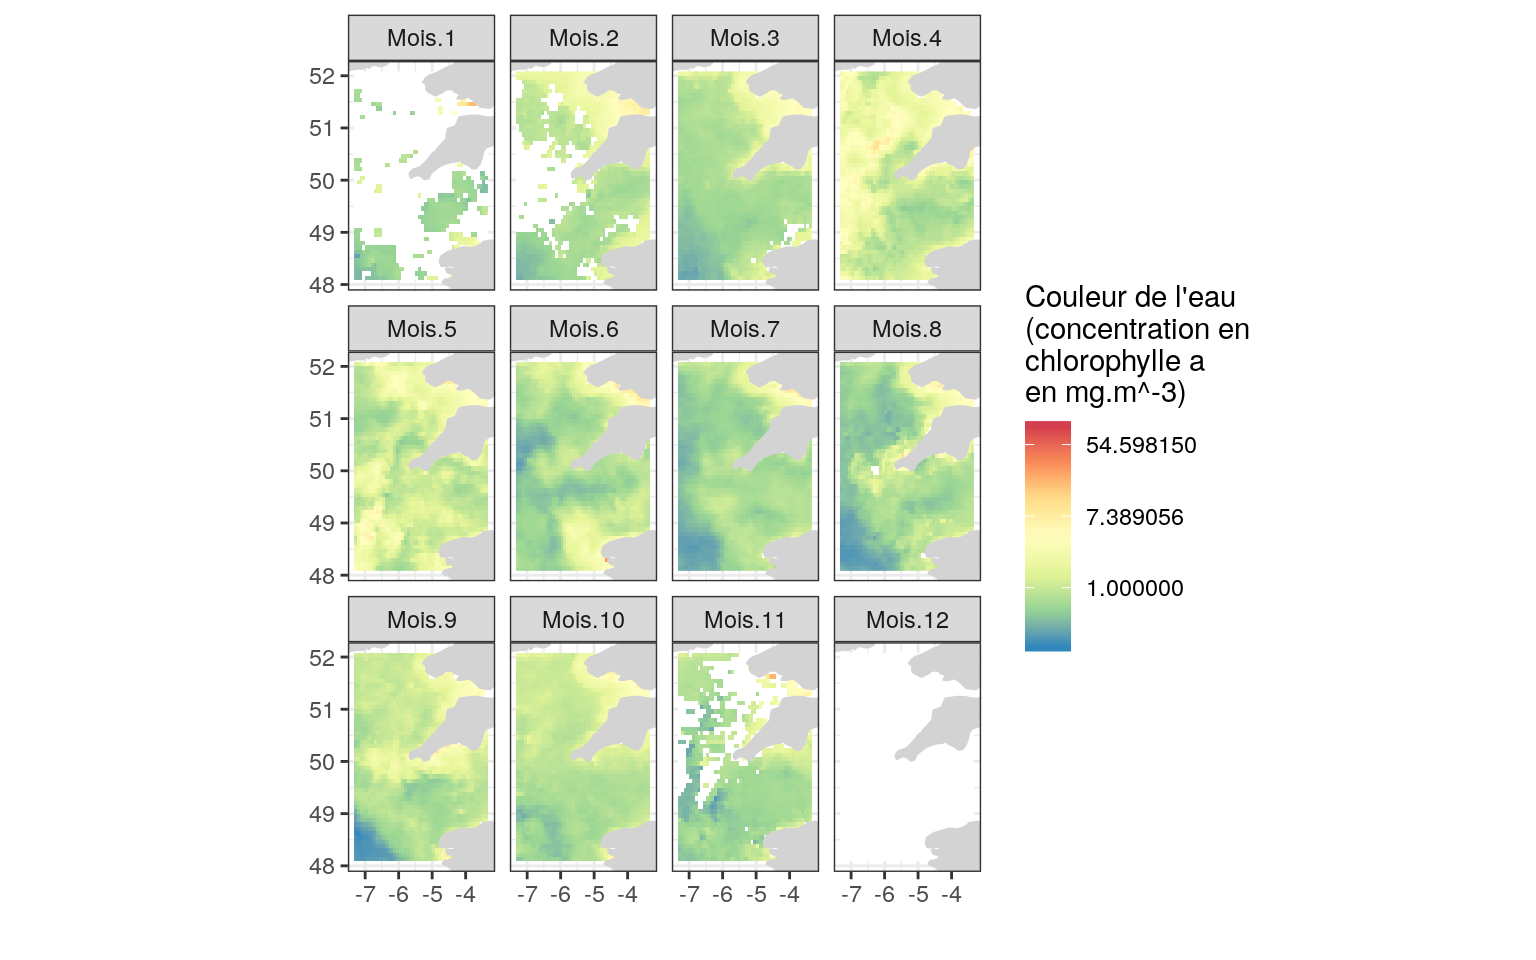 Mois.1 Mois.2 Mois.3 Mois.4
52
51
50
49
48
Mois.5 Mois.6 Mois.7 Mois.8
52
51
50
49
48
Mois.9 Mois.10 Mois.11 Mois.12
52
51
50
49
48
-7 -6 -5 -4 -7 -6 -5 -4 -7 -6 -5 -4 -7 -6 -5 -4
Couleur de l'eau
(concentration en
chlorophylle a
en mg.m^-3)
54.598150
7.389056
1.000000